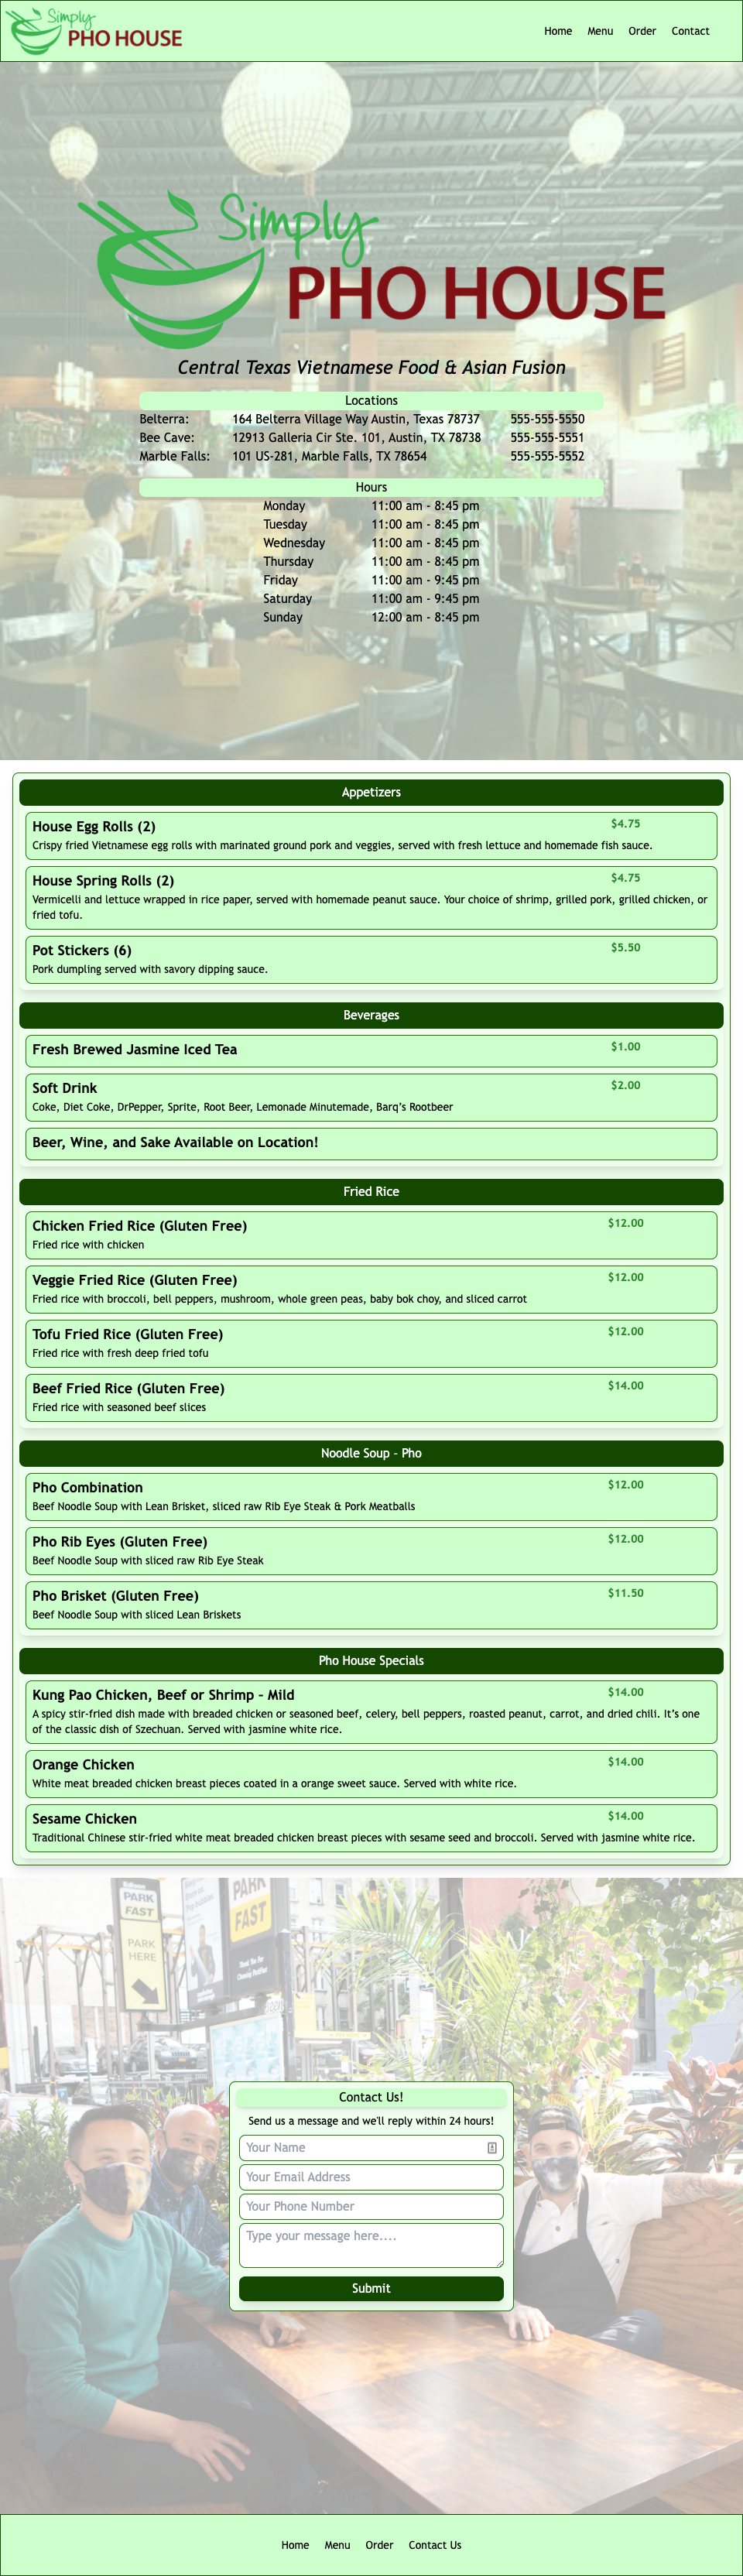 Simply
PHO HOUSE
Home Menu Order Contact
Simply
PHO HOUSE
Central Texas Vietnamese Food & Asian Fusion
Locations
Belterra: 164 Belterra Village Way Austin, Texas 78737 555-555-5550
Bee Cave: 12913 Galleria Cir Ste. 101, Austin, TX 78738 555-555-5551
Marble Falls: 101 US-281, Marble Falls, TX 78654 555-555-5552
Hours
Monday 11:00 am - 8:45 pm
Tuesday 11:00 am - 8:45 pm
Wednesday 11:00 am - 8:45 pm
Thursday 11:00 am - 8:45 pm
Friday 11:00 am - 9:45 pm
Saturday 11:00 am - 9:45 pm
Sunday 12:00 am - 8:45 pm
Appetizers
House Egg Rolls (2) $4.75
Crispy fried Vietnamese egg rolls with marinated ground pork and veggies, served with fresh lettuce and homemade fish sauce.
House Spring Rolls (2) $4.75
Vermicelli and lettuce wrapped in rice paper, served with homemade peanut sauce. Your choice of shrimp, grilled pork, grilled chicken, or
fried tofu.
Pot Stickers (6) $5.50
Pork dumpling served with savory dipping sauce.
Beverages
Fresh Brewed Jasmine Iced Tea $1.00
Soft Drink $2.00
Coke, Diet Coke, DrPepper, Sprite, Root Beer, Lemonade Minutemade, Barq's Rootbeer
Beer, Wine, and Sake Available on Location!
Fried Rice
Chicken Fried Rice (Gluten Free) $12.00
Fried rice with chicken
Veggie Fried Rice (Gluten Free) $12.00
Fried rice with broccoli, bell peppers, mushroom, whole green peas, baby bok choy, and sliced carrot
Tofu Fried Rice (Gluten Free) $12.00
Fried rice with fresh deep fried tofu
Beef Fried Rice (Gluten Free) $14.00
Fried rice with seasoned beef slices
Noodle Soup – Pho
Pho Combination $12.00
Beef Noodle Soup with Lean Brisket, sliced raw Rib Eye Steak & Pork Meatballs
Pho Rib Eyes (Gluten Free) $12.00
Beef Noodle Soup with sliced raw Rib Eye Steak
Pho Brisket (Gluten Free) $11.50
Beef Noodle Soup with sliced Lean Briskets
Pho House Specials
Kung Pao Chicken, Beef or Shrimp – Mild $14.00
A spicy stir-fried dish made with breaded chicken or seasoned beef, celery, bell peppers, roasted peanut, carrot, and dried chili. It's one
of the classic dish of Szechuan. Served with jasmine white rice.
Orange Chicken $14.00
White meat breaded chicken breast pieces coated in a orange sweet sauce. Served with white rice.
Sesame Chicken $14.00
Traditional Chinese stir-fried white meat breaded chicken breast pieces with sesame seed and broccoli. Served with jasmine white rice.
PARK
FAST
PARK
HERE
PARK
FAST
Contact Us!
Send us a message and we'll reply within 24 hours!
Your Name
Your Email Address
Your Phone Number
Type your message here....
Submit
Home Menu Order Contact Us